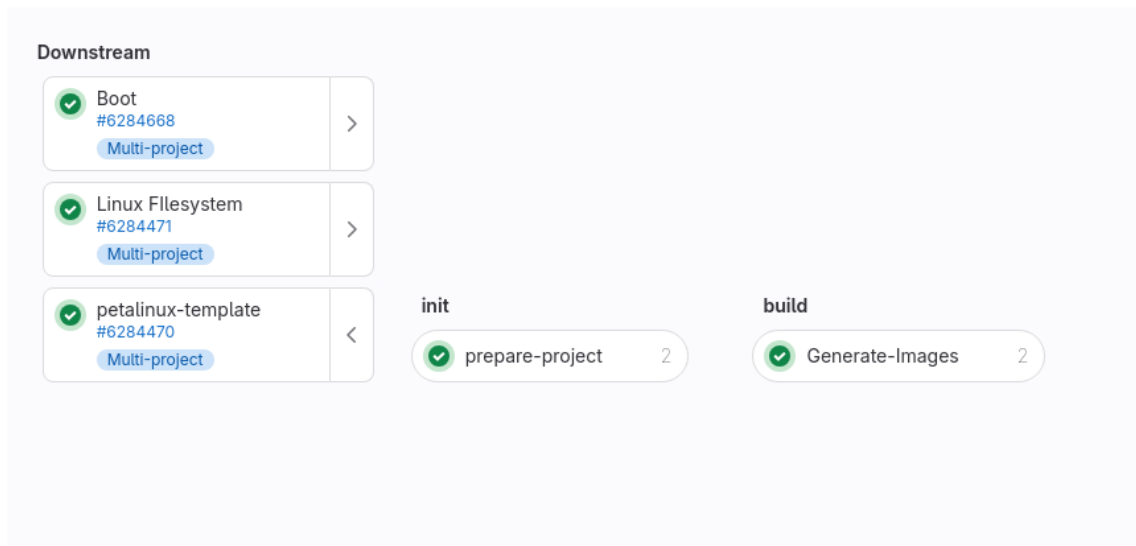 Downstream
Boot
#6284668
Multi-project
Linux FIlesystem
#6284471
Multi-project
petalinux-template
#6284470
Multi-project
init
prepare-project 2
build
Generate-Images 2